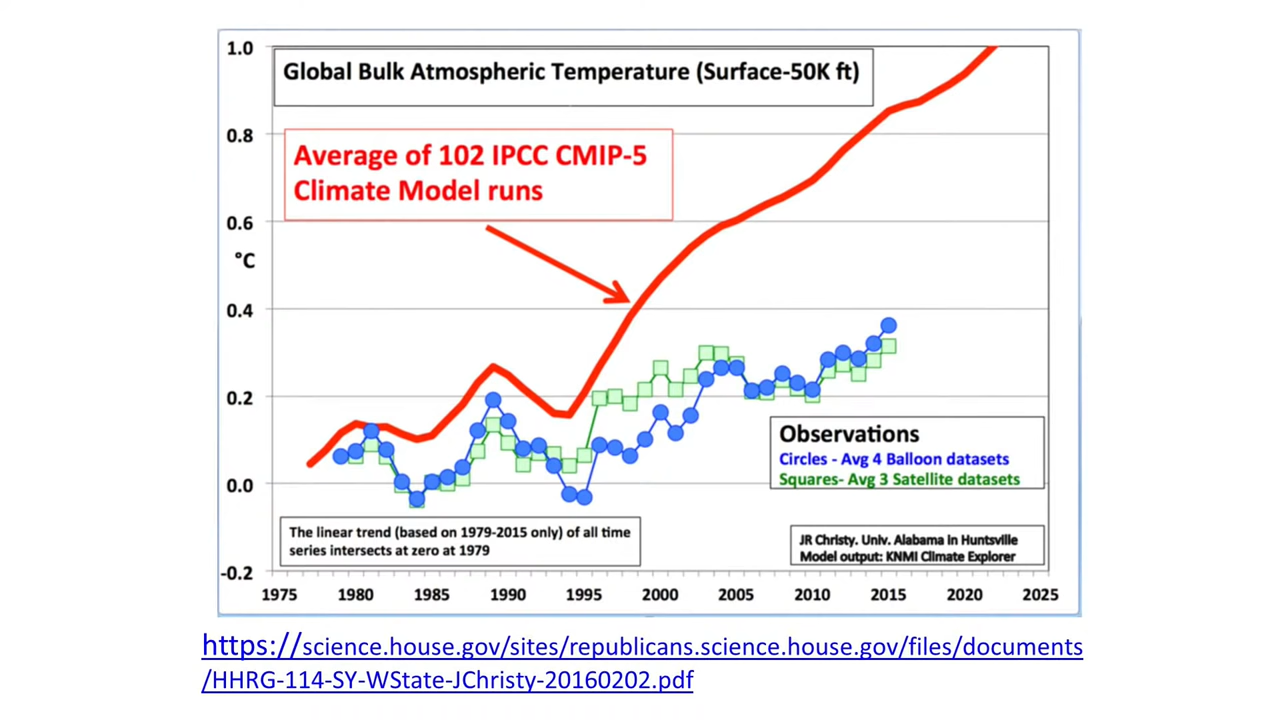 Global Bulk Atmospheric Temperature (Surface-50K ft)
Average of 102 IPCC CMIP-5
Climate Model runs
1.0
0.8
0.6
°C
0.4
0.2
0.0
-0.2
Observations
Circles - Avg 4 Balloon datasets
Squares- Avg 3 Satellite datasets
The linear trend (based on 1979-2015 only) of all time
series intersects at zero at 1979
JR Christy. Univ. Alabama in Huntsville
Model output: KNMI Climate Explorer
1975 1980 1985 1990 1995 2000 2005 2010 2015 2020 2025
https://science.house.gov/sites/republicans.science.house.gov/files/documents
/HHRG-114-SY-WState-JChristy-20160202.pdf